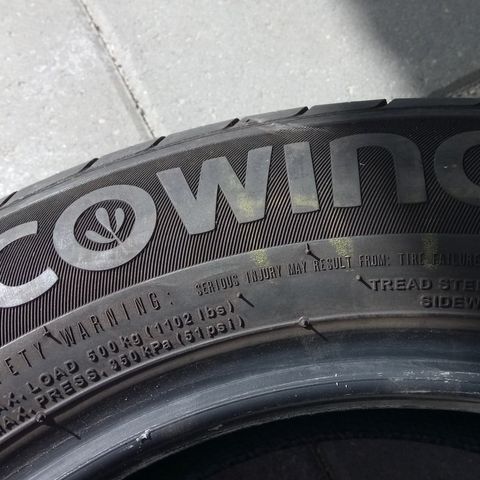 COWING
SAFETY WARNING: SERIOUS INJURY MAY RESULT FROM: TIRE FAILURE
MAX. LOAD 500 kg (1102 lbs)
MAX. PRESS. 350 kPa (51 psi)
TREAD STE
SIDEW